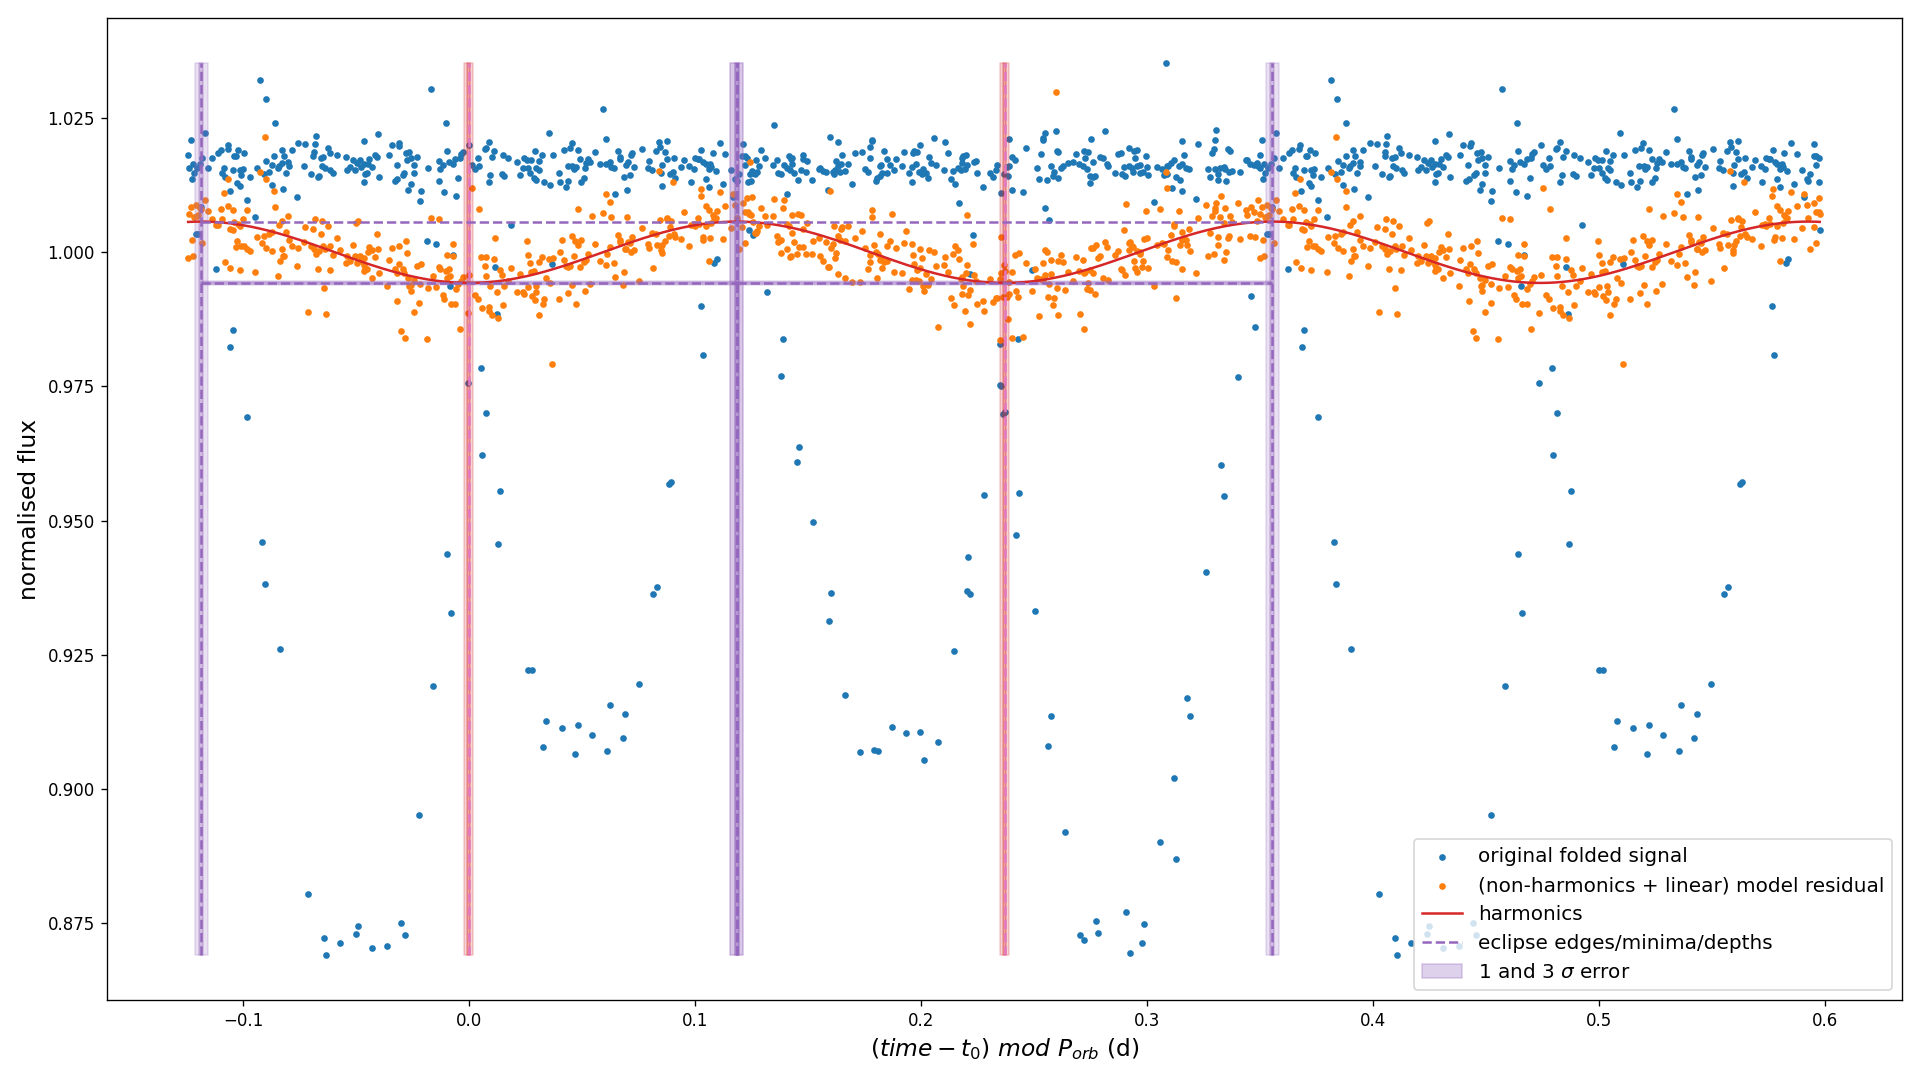 1.025
1.000
0.975
0.950
0.925
0.900
0.875
normalised flux
−0.1
0.0
0.1
0.2
0.3
0.4
0.5
0.6
(time − t₀) mod Pₒᵣb (d)
original folded signal
(non-harmonics + linear) model residual
harmonics
eclipse edges/minima/depths
1 and 3 σ error